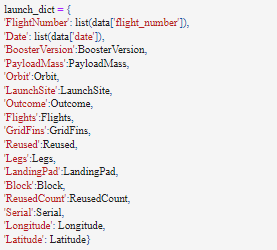 launch_dict = {
'FlightNumber': list(data['flight_number']),
'Date': list(data['date']),
'BoosterVersion':BoosterVersion,
'PayloadMass':PayloadMass,
'Orbit':Orbit,
'LaunchSite':LaunchSite,
'Outcome':Outcome,
'Flights':Flights,
'GridFins':GridFins,
'Reused':Reused,
'Legs':Legs,
'LandingPad':LandingPad,
'Block':Block,
'ReusedCount':ReusedCount,
'Serial':Serial,
'Longitude': Longitude,
'Latitude': Latitude}